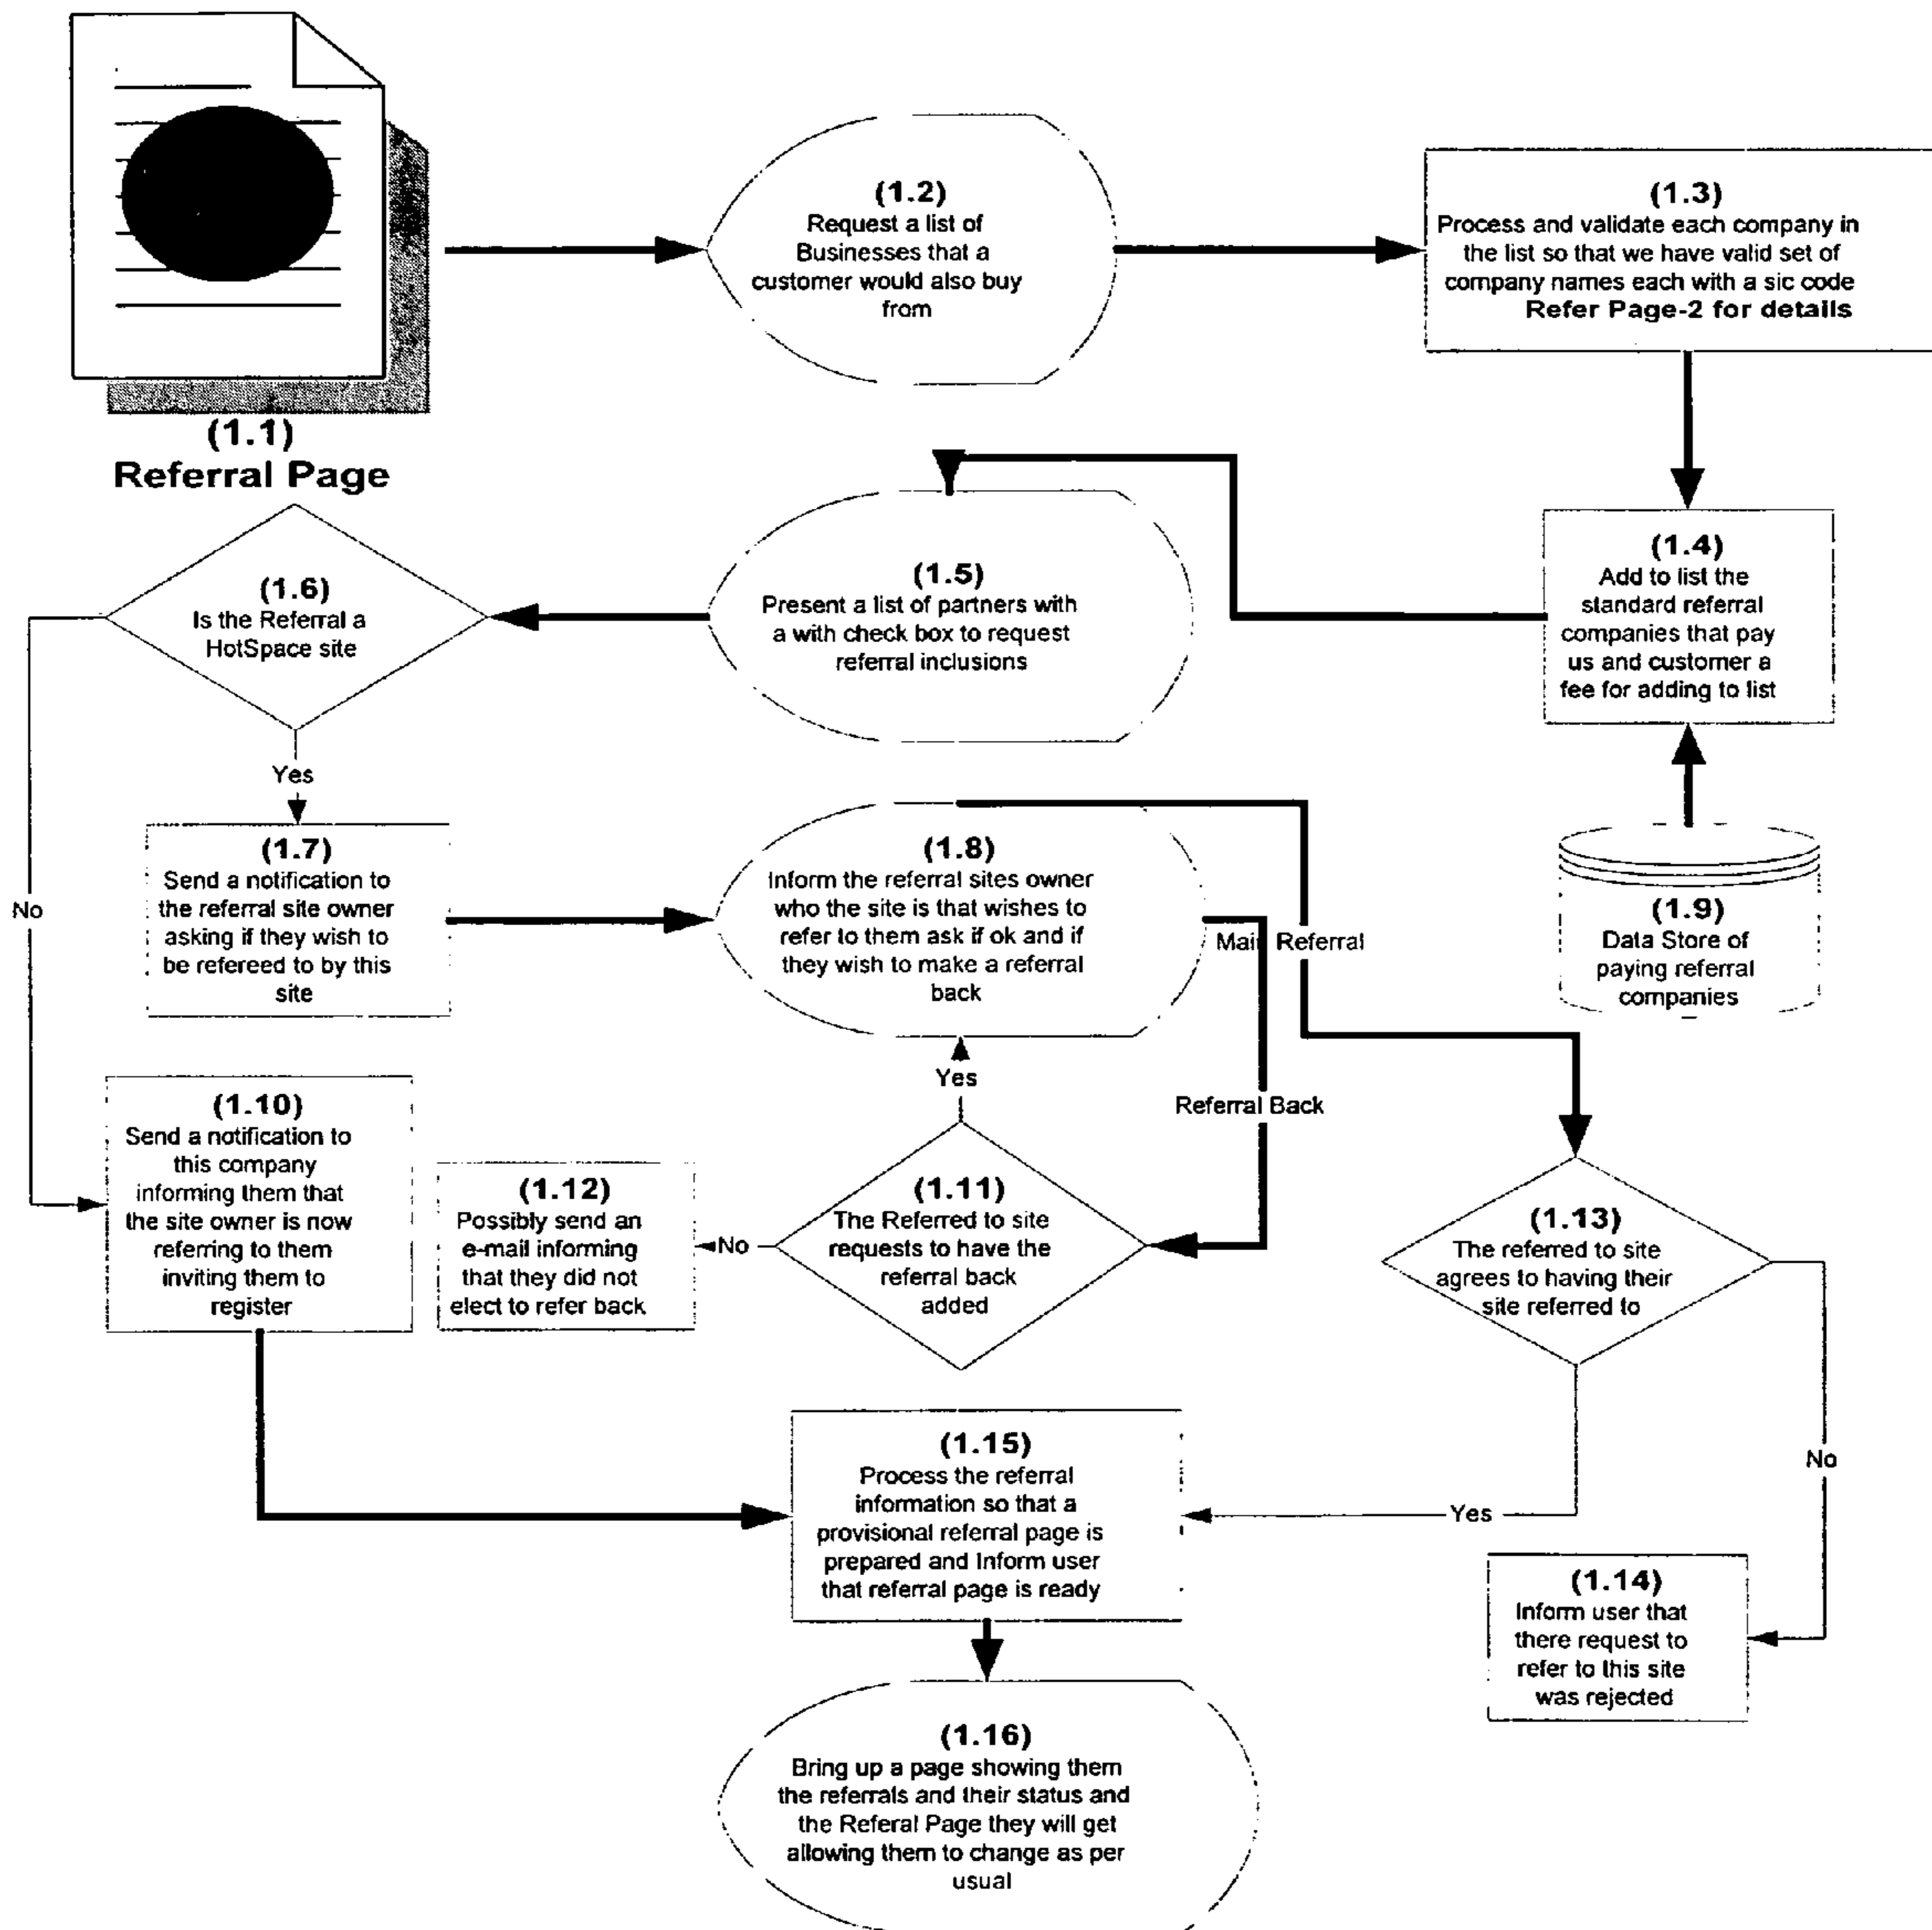 (1.1)
Referral Page
(1.2)
Request a list of
Businesses that a
customer would also buy
from
(1.3)
Process and validate each company in
the list so that we have valid set of
company names each with a sic code
Refer Page-2 for details
(1.4)
Add to list the
standard referral
companies that pay
us and customer a
fee for adding to list
(1.5)
Present a list of partners with
a with check box to request
referral inclusions
(1.6)
Is the Referral a
HotSpace site
Yes
No
(1.7)
Send a notification to
the referral site owner
asking if they wish to
be refereed to by this
site
(1.8)
Inform the referral sites owner
who the site is that wishes to
refer to them ask if ok and if
they wish to make a referral
back
Main Referral
Referral Back
(1.9)
Data Store of
paying referral
companies
(1.10)
Send a notification to
this company
informing them that
the site owner is now
referring to them
inviting them to
register
(1.11)
The Referred to site
requests to have the
referral back
added
Yes
No
(1.12)
Possibly send an
e-mail informing
that they did not
elect to refer back
(1.13)
The referred to site
agrees to having their
site referred to
Yes
No
(1.14)
Inform user that
there request to
refer to this site
was rejected
(1.15)
Process the referral
information so that a
provisional referral page is
prepared and Inform user
that referral page is ready
(1.16)
Bring up a page showing them
the referrals and their status and
the Referal Page they will get
allowing them to change as per
usual